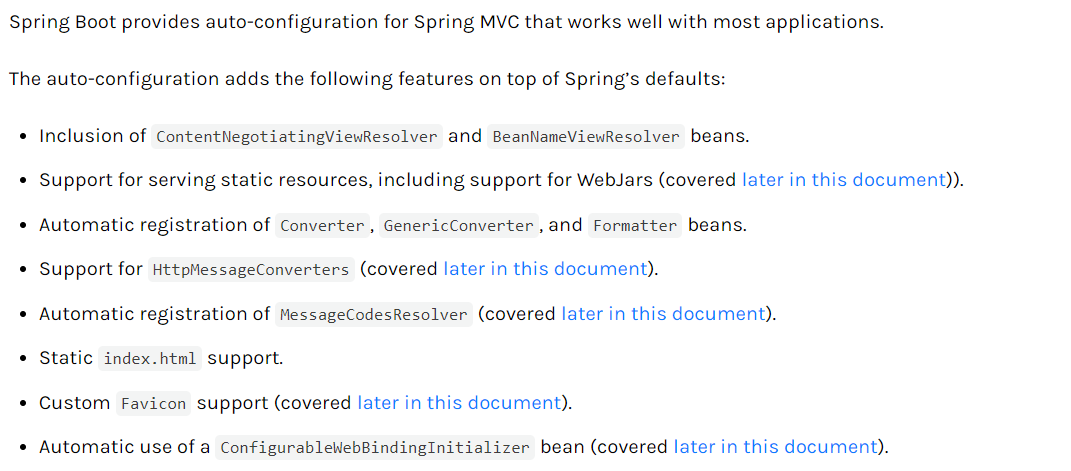 Spring Boot provides auto-configuration for Spring MVC that works well with most applications.
The auto-configuration adds the following features on top of Spring’s defaults:
• Inclusion of ContentNegotiatingViewResolver and BeanNameViewResolver beans.
• Support for serving static resources, including support for WebJars (covered later in this document)).
• Automatic registration of Converter, GenericConverter, and Formatter beans.
• Support for HttpMessageConverters (covered later in this document).
• Automatic registration of MessageCodesResolver (covered later in this document).
• Static index.html support.
• Custom Favicon support (covered later in this document).
• Automatic use of a ConfigurableWebBindingInitializer bean (covered later in this document).